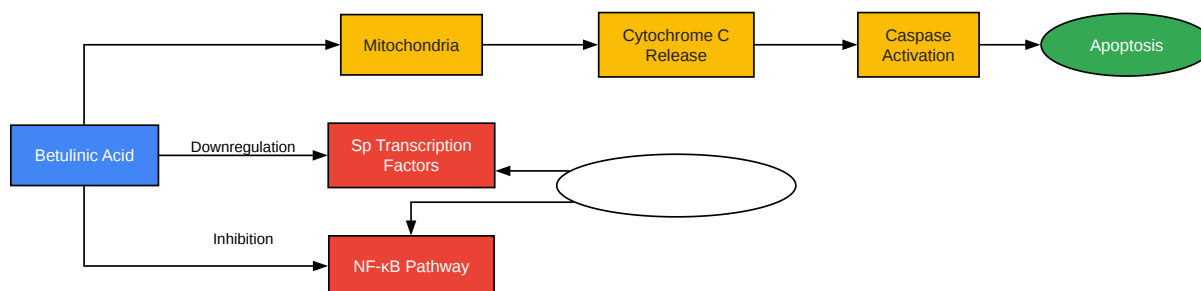 Mitochondria
Cytochrome C
Release
Caspase
Activation
Apoptosis
Betulinic Acid
Downregulation
Sp Transcription
Factors
Inhibition
NF-κB Pathway